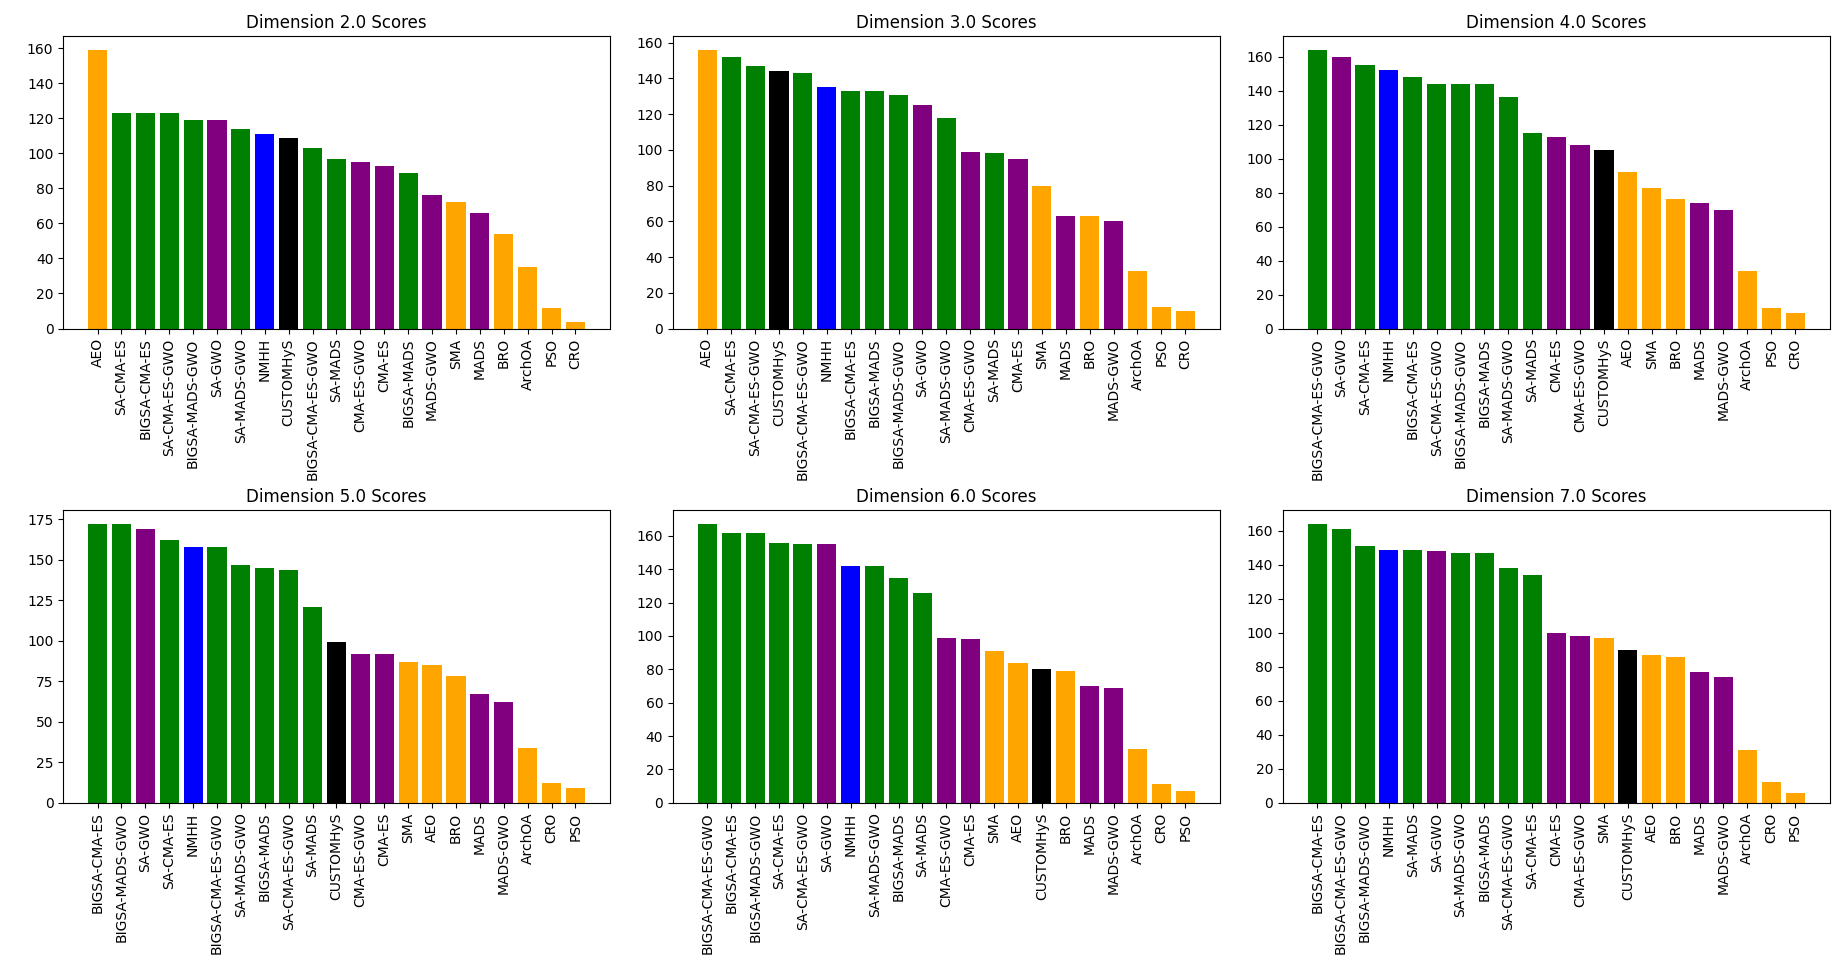 Dimension 2.0 Scores
160
140
120
100
80
60
40
20
0
AEO
SA-CMA-ES
BIGSA-CMA-ES
SA-CMA-ES-GWO
BIGSA-MADS-GWO
SA-GWO
SA-MADS-GWO
NMHH
CUSTOMHyS
BIGSA-CMA-ES-GWO
SA-MADS
CMA-ES-GWO
CMA-ES
BIGSA-MADS
MADS-GWO
SMA
MADS
BRO
ArchOA
PSO
CRO
Dimension 3.0 Scores
160
140
120
100
80
60
40
20
0
AEO
SA-CMA-ES
SA-CMA-ES-GWO
CUSTOMHyS
BIGSA-CMA-ES-GWO
NMHH
BIGSA-CMA-ES
BIGSA-MADS
BIGSA-MADS-GWO
SA-GWO
SA-MADS-GWO
CMA-ES-GWO
SA-MADS
CMA-ES
SMA
MADS
BRO
MADS-GWO
ArchOA
PSO
CRO
Dimension 4.0 Scores
160
140
120
100
80
60
40
20
0
BIGSA-CMA-ES-GWO
SA-GWO
SA-CMA-ES
NMHH
BIGSA-CMA-ES
SA-CMA-ES-GWO
BIGSA-MADS-GWO
BIGSA-MADS
SA-MADS-GWO
SA-MADS
CMA-ES
CMA-ES-GWO
CUSTOMHyS
AEO
SMA
BRO
MADS
MADS-GWO
ArchOA
PSO
CRO
Dimension 5.0 Scores
175
150
125
100
75
50
25
0
BIGSA-CMA-ES
BIGSA-MADS-GWO
SA-GWO
SA-CMA-ES
NMHH
BIGSA-CMA-ES-GWO
SA-MADS-GWO
BIGSA-MADS
SA-CMA-ES-GWO
SA-MADS
CUSTOMHyS
CMA-ES-GWO
CMA-ES
SMA
AEO
BRO
MADS
MADS-GWO
ArchOA
CRO
PSO
Dimension 6.0 Scores
160
140
120
100
80
60
40
20
0
BIGSA-CMA-ES-GWO
BIGSA-CMA-ES
BIGSA-MADS-GWO
SA-CMA-ES
SA-CMA-ES-GWO
SA-GWO
NMHH
SA-MADS-GWO
BIGSA-MADS
SA-MADS
CMA-ES-GWO
CMA-ES
SMA
AEO
CUSTOMHyS
BRO
MADS
MADS-GWO
ArchOA
CRO
PSO
Dimension 7.0 Scores
160
140
120
100
80
60
40
20
0
BIGSA-CMA-ES
BIGSA-CMA-ES-GWO
BIGSA-MADS-GWO
NMHH
SA-MADS
SA-GWO
SA-MADS-GWO
BIGSA-MADS
SA-CMA-ES-GWO
SA-CMA-ES
CMA-ES
CMA-ES-GWO
SMA
CUSTOMHyS
AEO
BRO
MADS
MADS-GWO
ArchOA
CRO
PSO